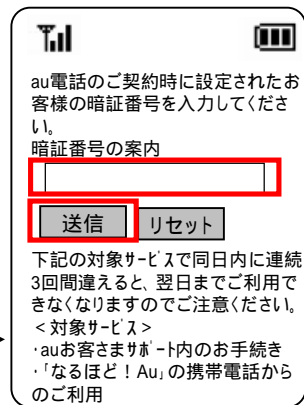 au電話のご契約時に設定されたお
客様の暗証番号を入力してくださ
い。
暗証番号の案内
送信 リセット
下記の対象ｻｰﾋﾞｽで同日内に連続
3回間違えると、翌日までご利用で
きなくなりますのでご注意ください。
＜対象ｻｰﾋﾞｽ＞
・auお客さまｻﾎﾟｰﾄ内のお手続き
・「なるほど！Au」の携帯電話から
のご利用